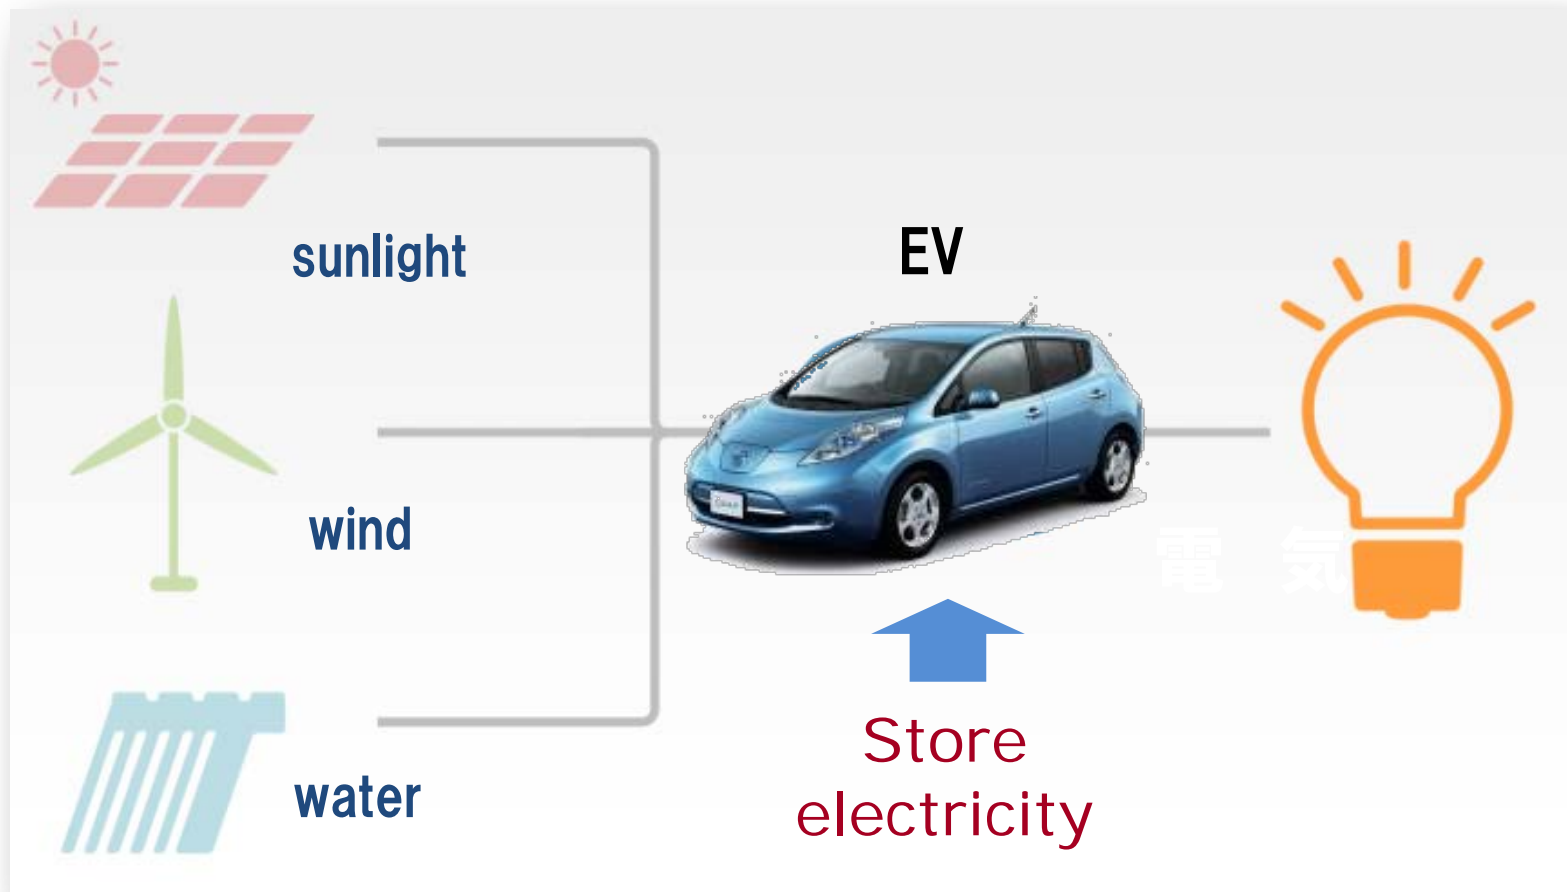 sunlight
EV
wind
電 気
water
Store
electricity